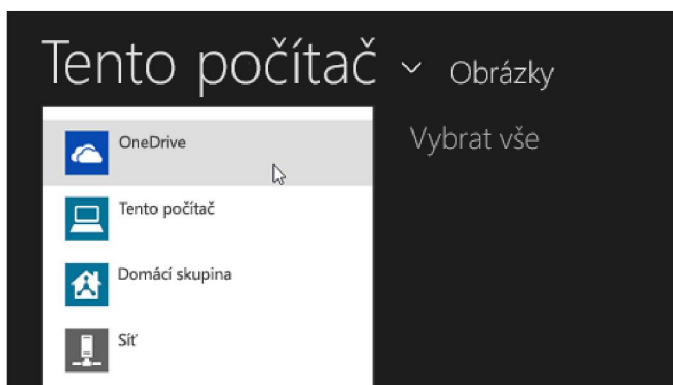 Tento počítač Obrázky
OneDrive
Vybrat vše
Tento počítač
Domácí skupina
Síť